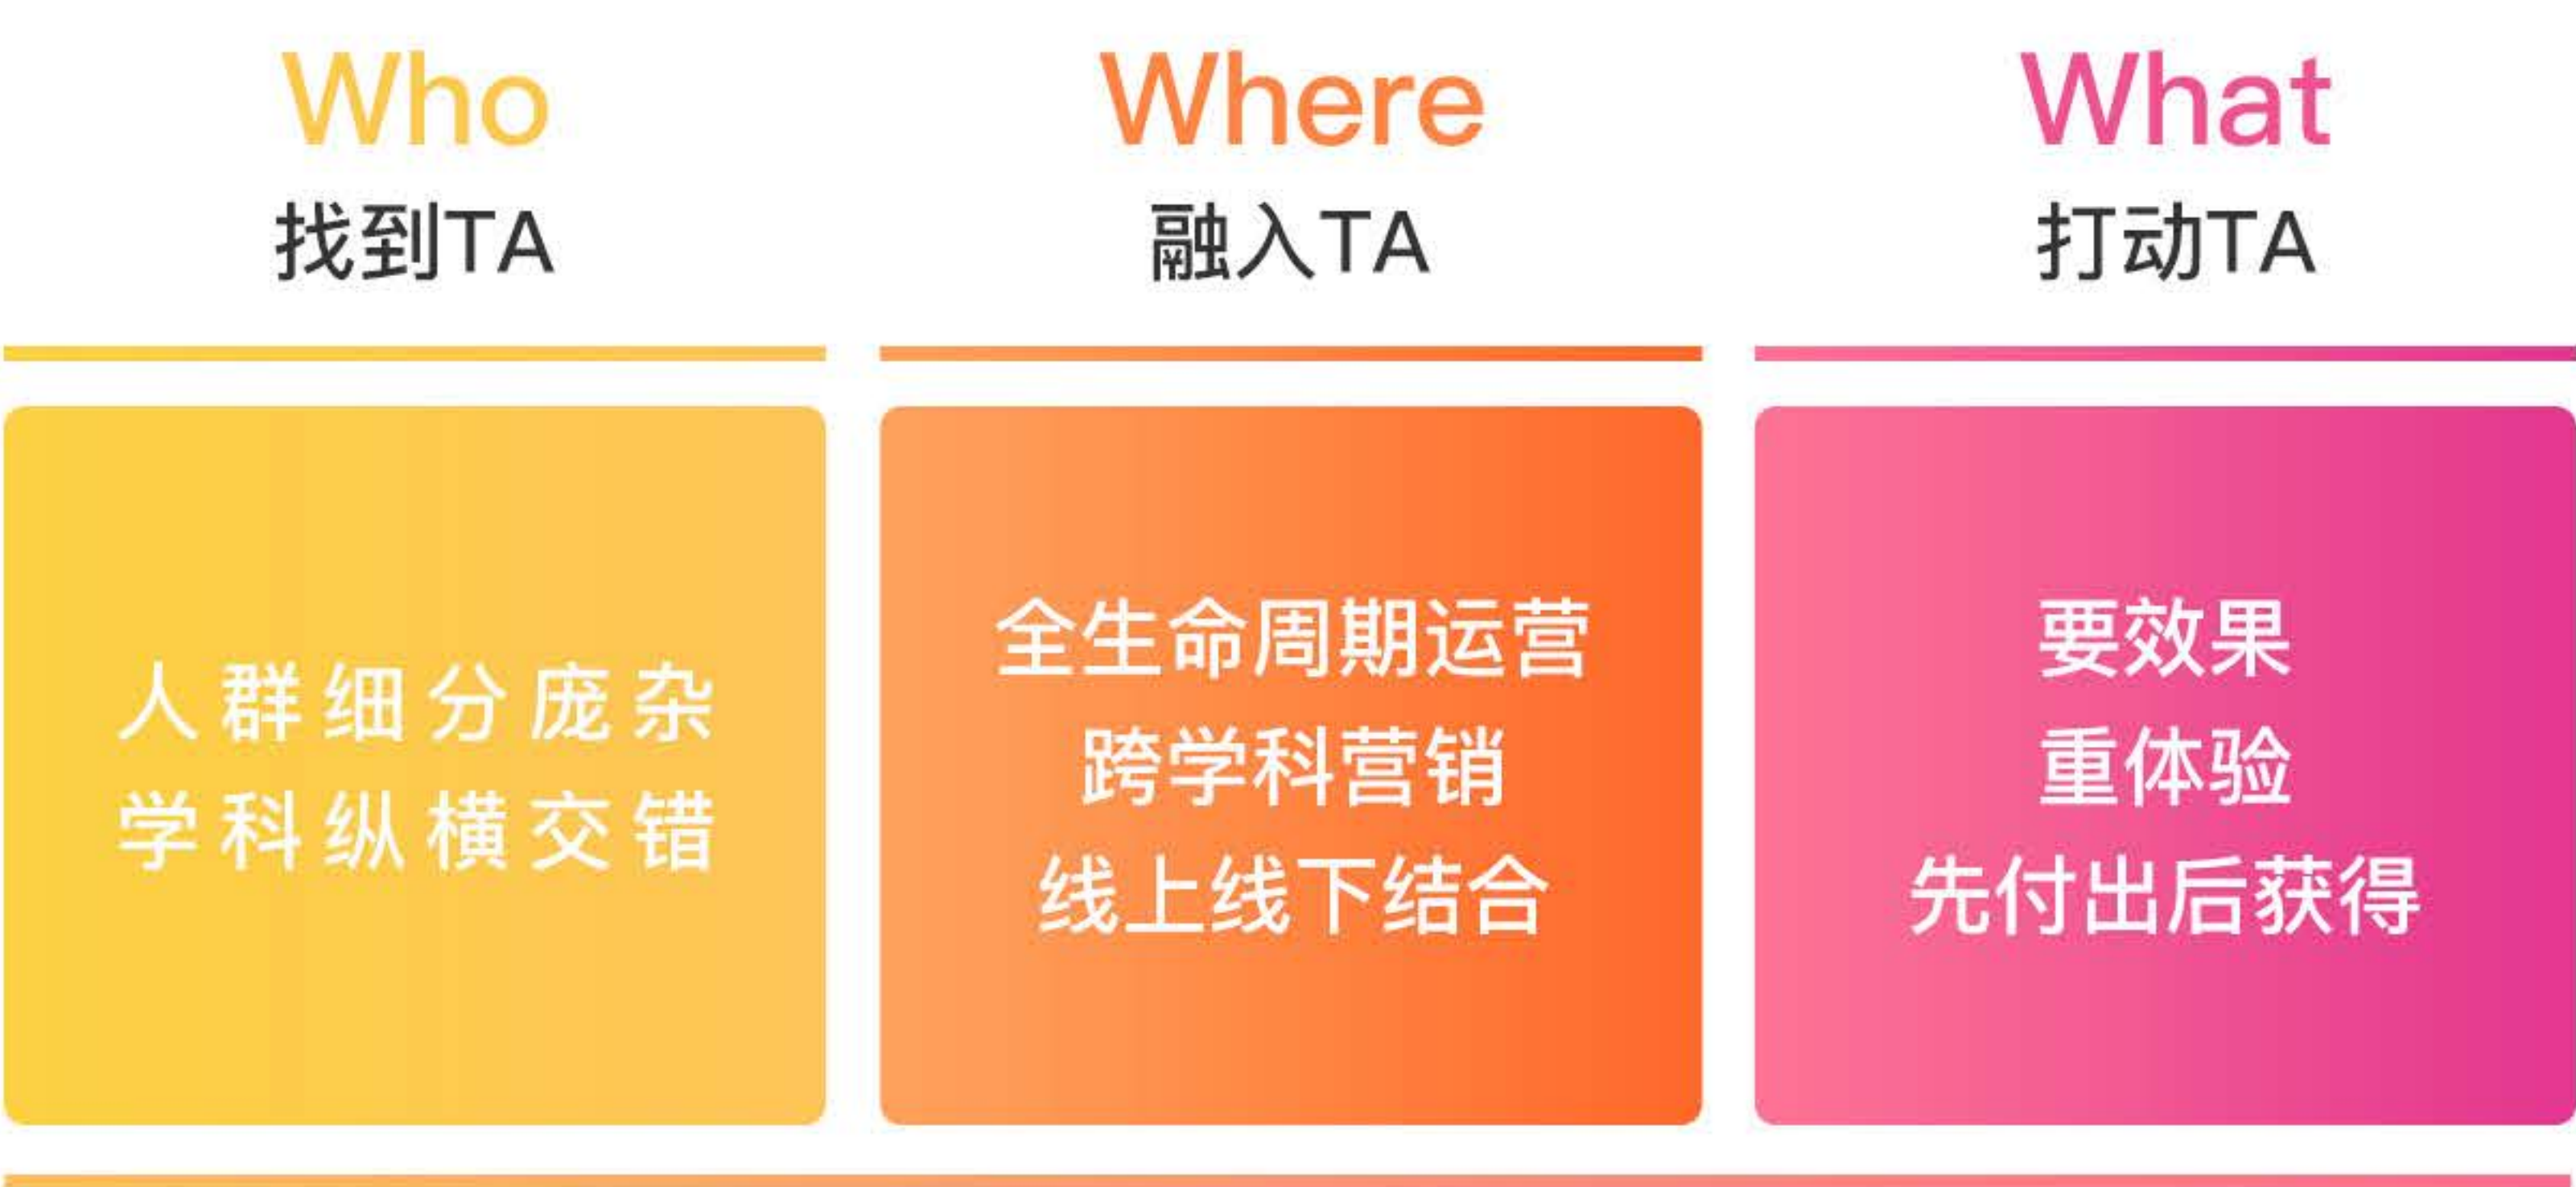 Who
找到TA
人群细分庞杂
学科纵横交错
Where
融入TA
全生命周期运营
跨学科营销
线上线下结合
What
打动TA
要效果
重体验
先付出后获得